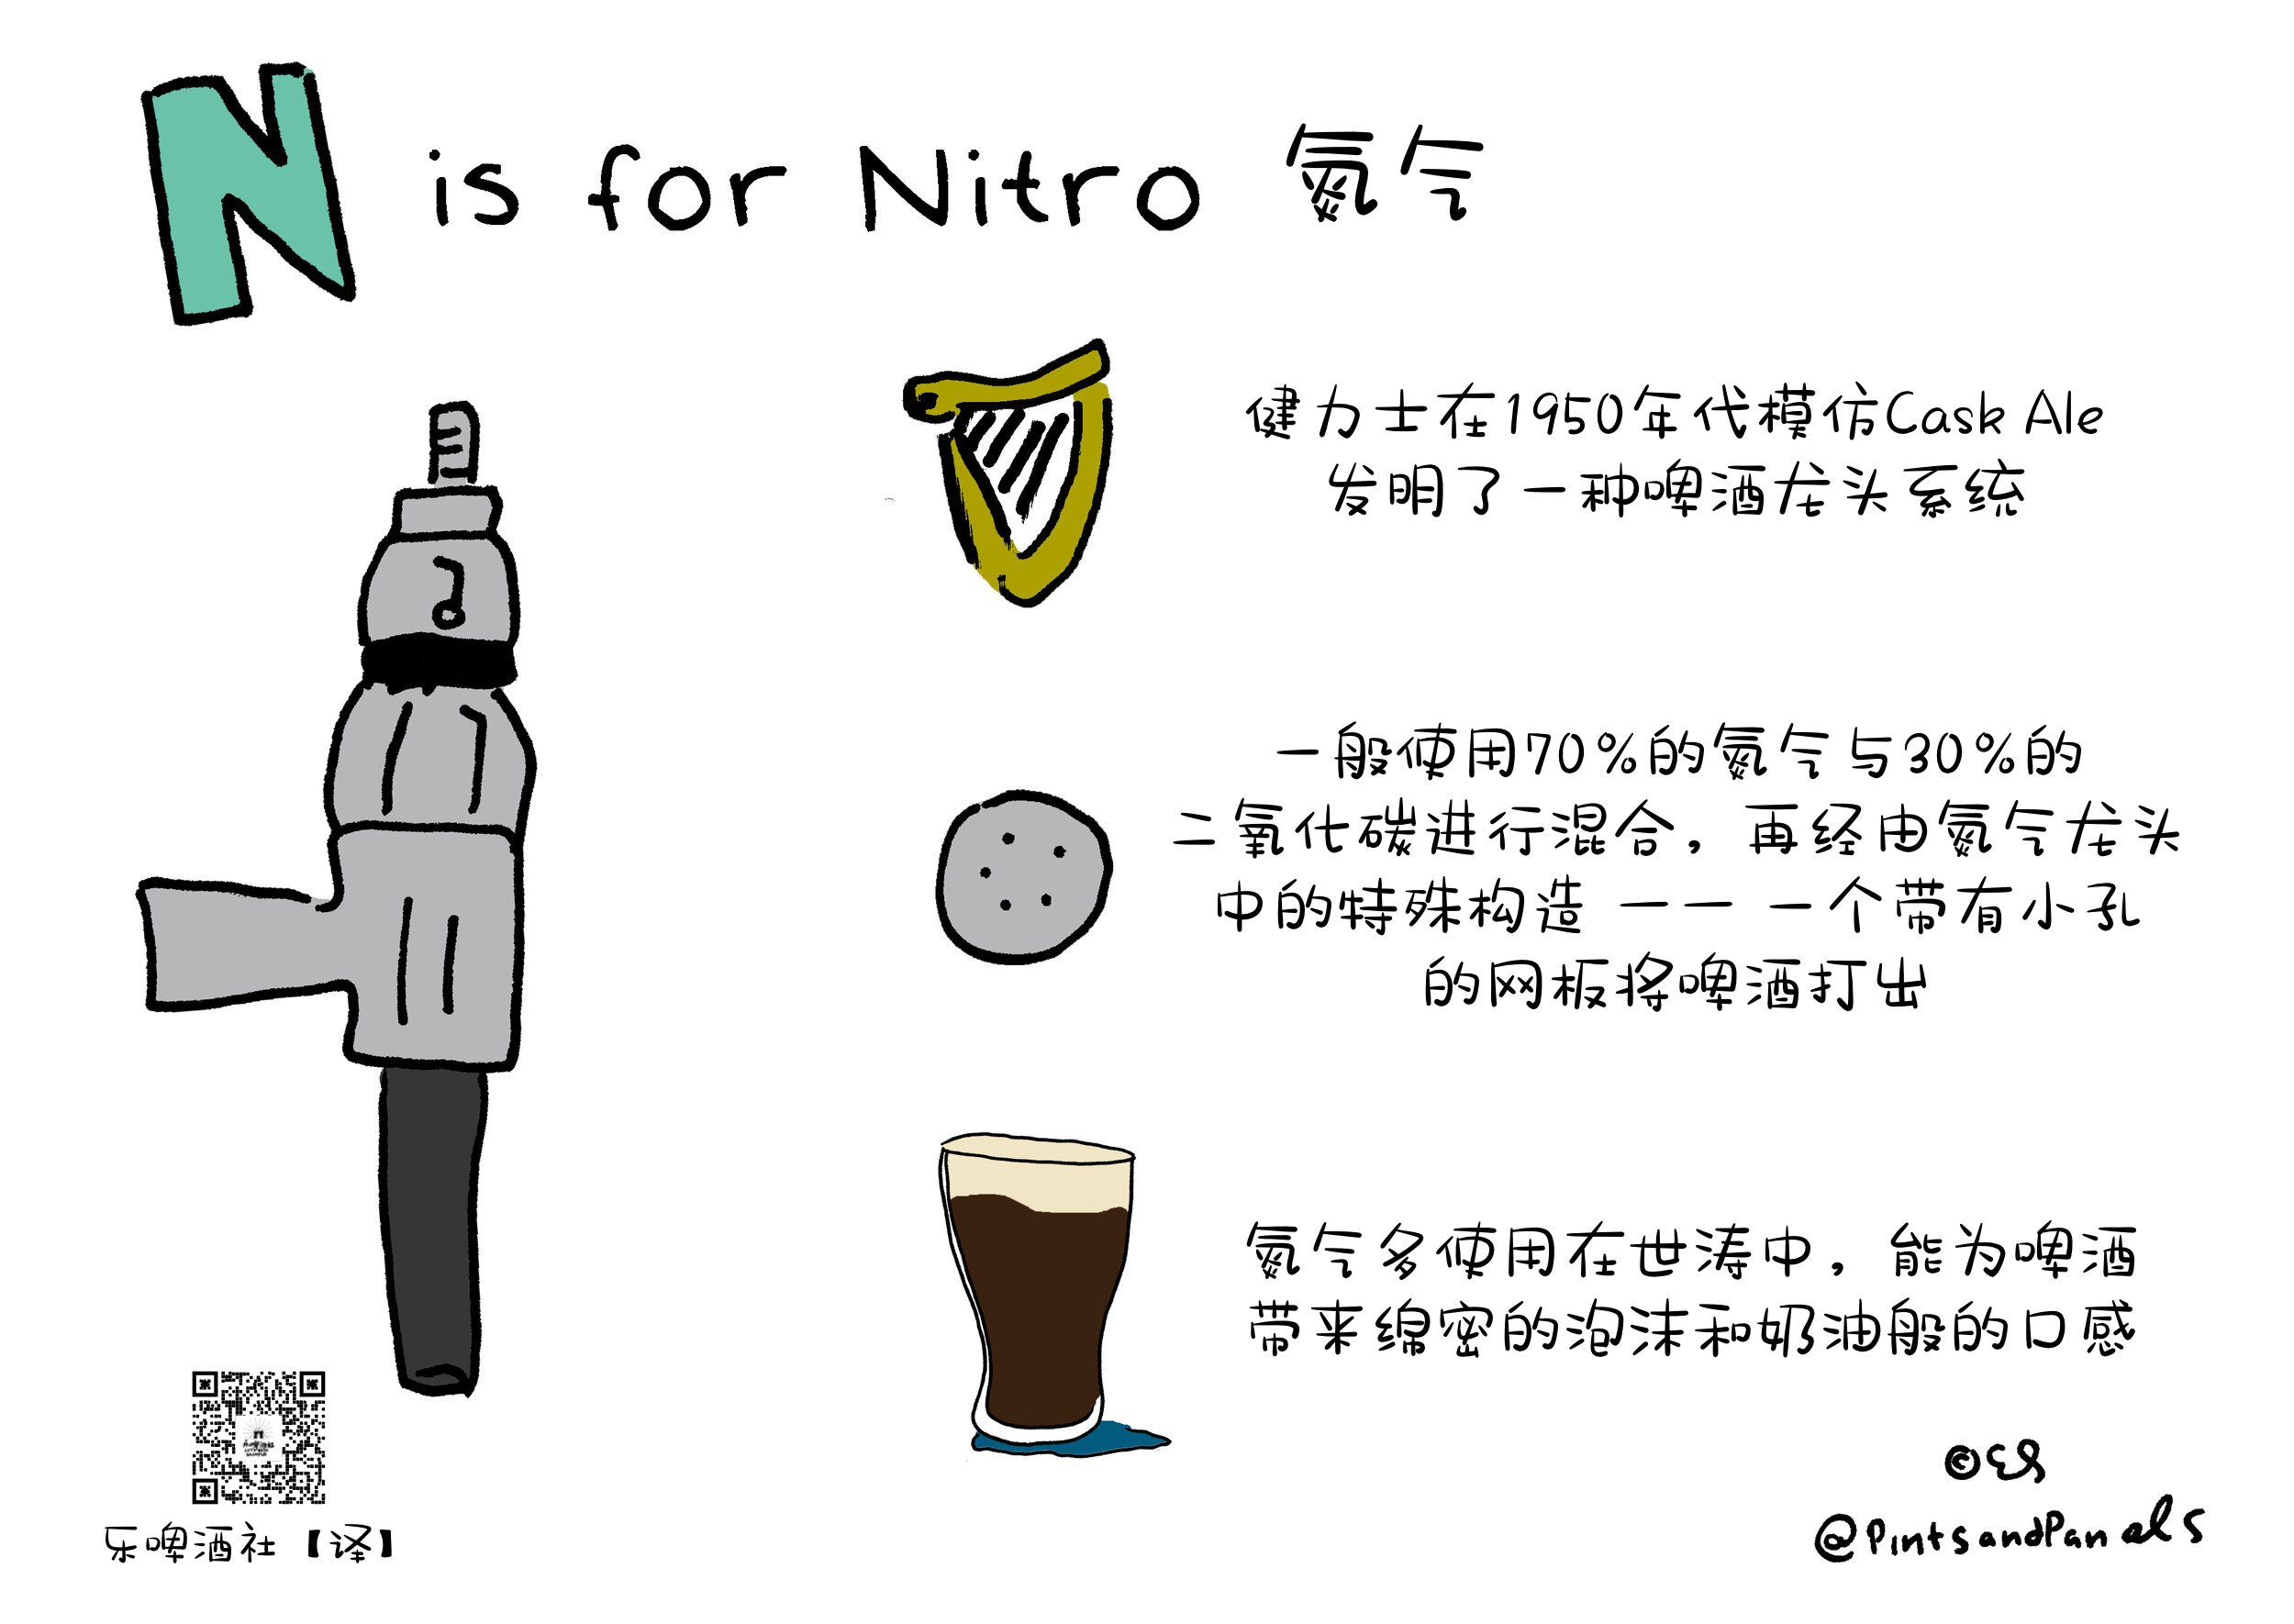 N is for Nitro 氮气
健力士在1950年代模仿Cask Ale
发明了一种啤酒龙头系统
一般使用70%的氮气与30%的
二氧化碳进行混合，再经由氮气龙头
中的特殊构造 一一 一个带有小孔
的网板将啤酒打出
氮气多使用在世涛中，能为啤酒
带来绵密的泡沫和奶油般的口感
乐啤酒社【译】
@PintsandPanels